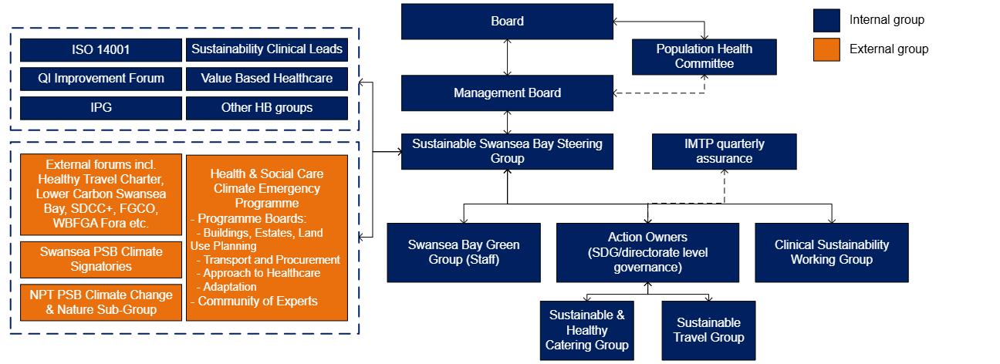 ISO 14001
Sustainability Clinical Leads
QI Improvement Forum
Value Based Healthcare
IPG
Other HB groups
External forums incl.
Healthy Travel Charter,
Lower Carbon Swansea
Bay, SDCC+, FGCO,
WBFGA Fora etc.
Swansea PSB Climate
Signatories
NPT PSB Climate Change
& Nature Sub-Group
Health & Social Care
Climate Emergency
Programme
- Programme Boards:
- Buildings, Estates, Land
Use Planning
- Transport and Procurement
- Approach to Healthcare
- Adaptation
- Community of Experts
Board
Population Health
Committee
Management Board
Sustainable Swansea Bay Steering
Group
IMTP quarterly
assurance
Swansea Bay Green
Group (Staff)
Action Owners
(SDG/directorate level
governance)
Clinical Sustainability
Working Group
Sustainable &
Healthy
Catering Group
Sustainable
Travel Group
Internal group
External group